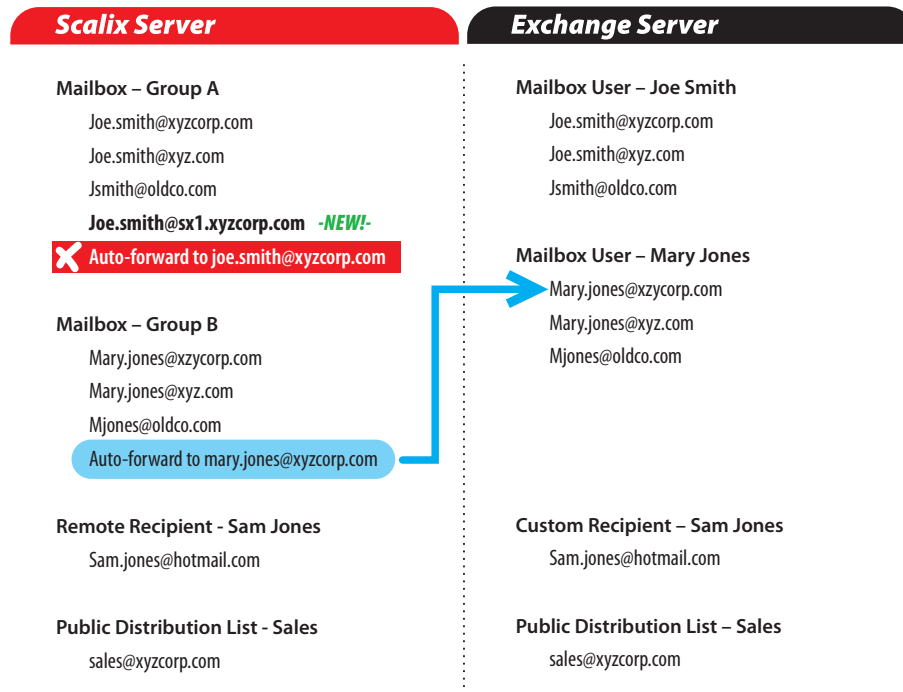 Scalix Server
Mailbox – Group A
Joe.smith@xyzcorp.com
Joe.smith@xyz.com
Jsmith@oldco.com
Joe.smith@sx1.xyzcorp.com -NEW!-
Auto-forward to joe.smith@xyzcorp.com
Mailbox – Group B
Mary.jones@xzycorp.com
Mary.jones@xyz.com
Mjones@oldco.com
Auto-forward to mary.jones@xyzcorp.com
Remote Recipient - Sam Jones
Sam.jones@hotmail.com
Public Distribution List - Sales
sales@xyzcorp.com
Exchange Server
Mailbox User – Joe Smith
Joe.smith@xyzcorp.com
Joe.smith@xyz.com
Jsmith@oldco.com
Mailbox User – Mary Jones
Mary.jones@xzycorp.com
Mary.jones@xyz.com
Mjones@oldco.com
Custom Recipient – Sam Jones
Sam.jones@hotmail.com
Public Distribution List – Sales
sales@xyzcorp.com